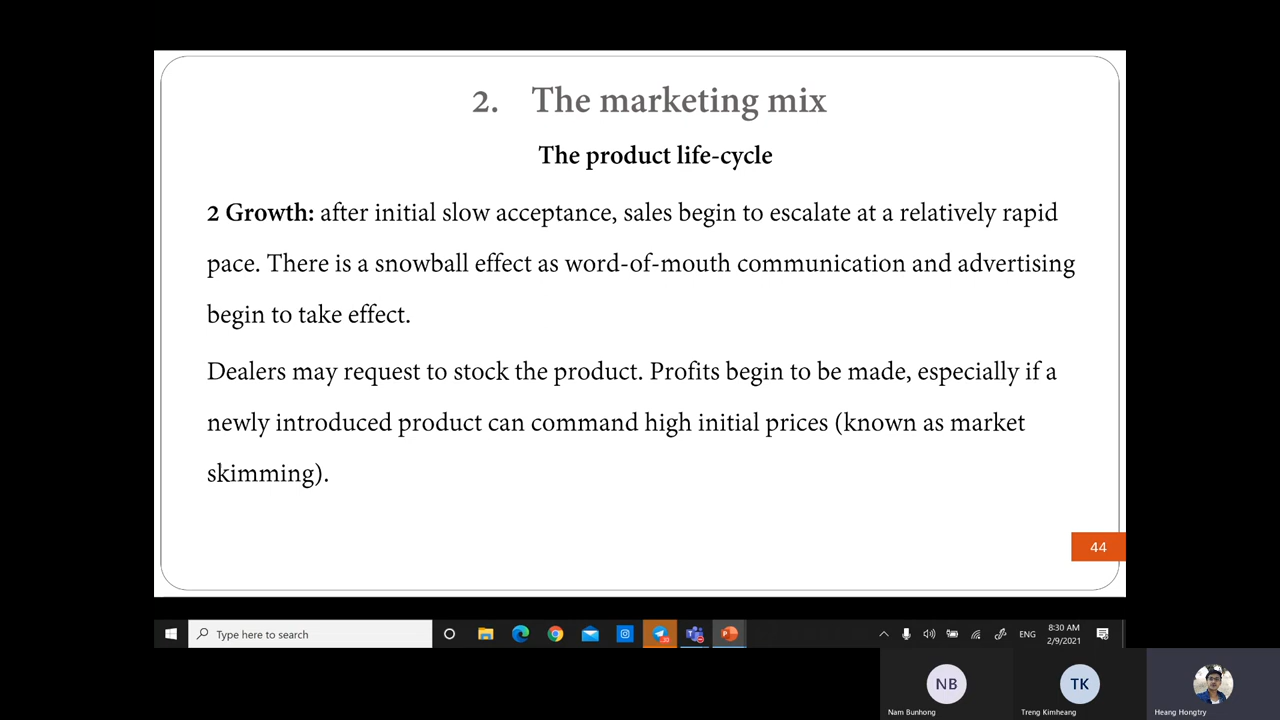 2. The marketing mix
The product life-cycle
2 Growth: after initial slow acceptance, sales begin to escalate at a relatively rapid
pace. There is a snowball effect as word-of-mouth communication and advertising
begin to take effect.
Dealers may request to stock the product. Profits begin to be made, especially if a
newly introduced product can command high initial prices (known as market
skimming).
44
Type here to search
ENG
8:30 AM
2/9/2021
NB
TK
Nam Bunhong
Treng Kimheang
Heang Hongtry